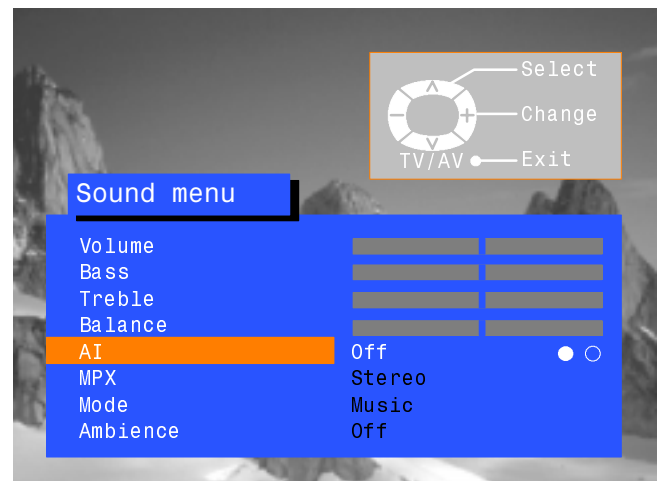 Select
Change
TV/AV Exit
Sound menu
Volume
Bass
Treble
Balance
AI Off
MPX Stereo
Mode Music
Ambience Off